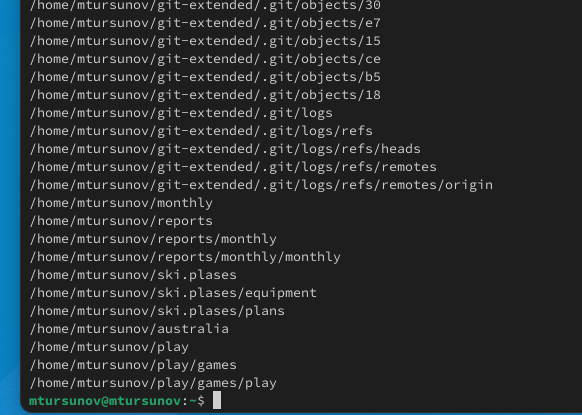 /home/mtursunov/git-extended/.git/objects/30
/home/mtursunov/git-extended/.git/objects/e7
/home/mtursunov/git-extended/.git/objects/15
/home/mtursunov/git-extended/.git/objects/ce
/home/mtursunov/git-extended/.git/objects/b5
/home/mtursunov/git-extended/.git/objects/18
/home/mtursunov/git-extended/.git/logs
/home/mtursunov/git-extended/.git/logs/refs
/home/mtursunov/git-extended/.git/logs/refs/heads
/home/mtursunov/git-extended/.git/logs/refs/remotes
/home/mtursunov/git-extended/.git/logs/refs/remotes/origin
/home/mtursunov/monthly
/home/mtursunov/reports
/home/mtursunov/reports/monthly
/home/mtursunov/reports/monthly/monthly
/home/mtursunov/ski.plases
/home/mtursunov/ski.plases/equipment
/home/mtursunov/ski.plases/plans
/home/mtursunov/australia
/home/mtursunov/play
/home/mtursunov/play/games
/home/mtursunov/play/games/play
mtursunov@mtursunov:~$